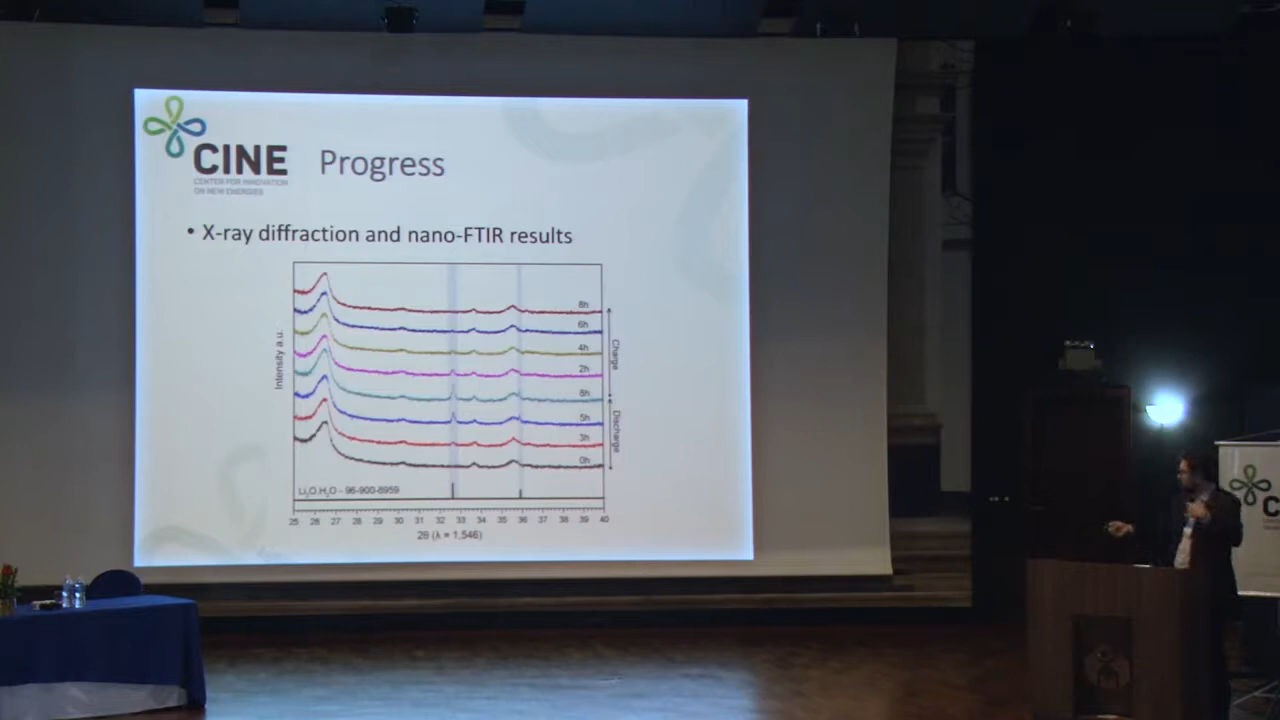 CINE
CENTER FOR INNOVATION
ON NEW ENERGIES
Progress
• X-ray diffraction and nano-FTIR results
Intensity a.u.
8h
6h
4h
2h
8h
5h
3h
0h
Charge
Discharge
Li2O.H2O - 96-900-8959
25 26 27 28 29 30 31 32 33 34 35 36 37 38 39 40
2θ (λ = 1,546)
C